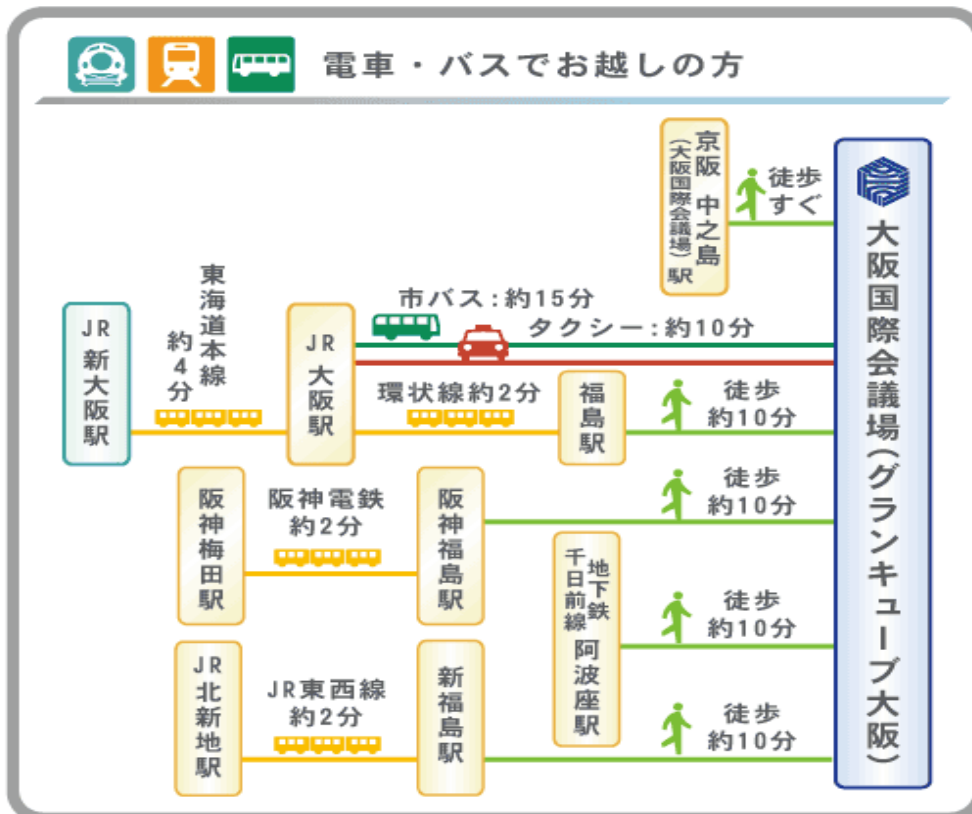 電車・バスでお越しの方
京阪 中之島
(大阪国際会議場)駅
徒歩
すぐ
大阪国際会議場(グランキューブ大阪)
JR 新大阪駅
東海道本線
約4分
JR 大阪駅
市バス:約15分
タクシー:約10分
環状線約2分
福島駅
徒歩
約10分
阪神梅田駅
阪神電鉄
約2分
阪神福島駅
徒歩
約10分
地下鉄
千日前線
阿波座駅
徒歩
約10分
JR 北新地駅
JR東西線
約2分
新福島駅
徒歩
約10分